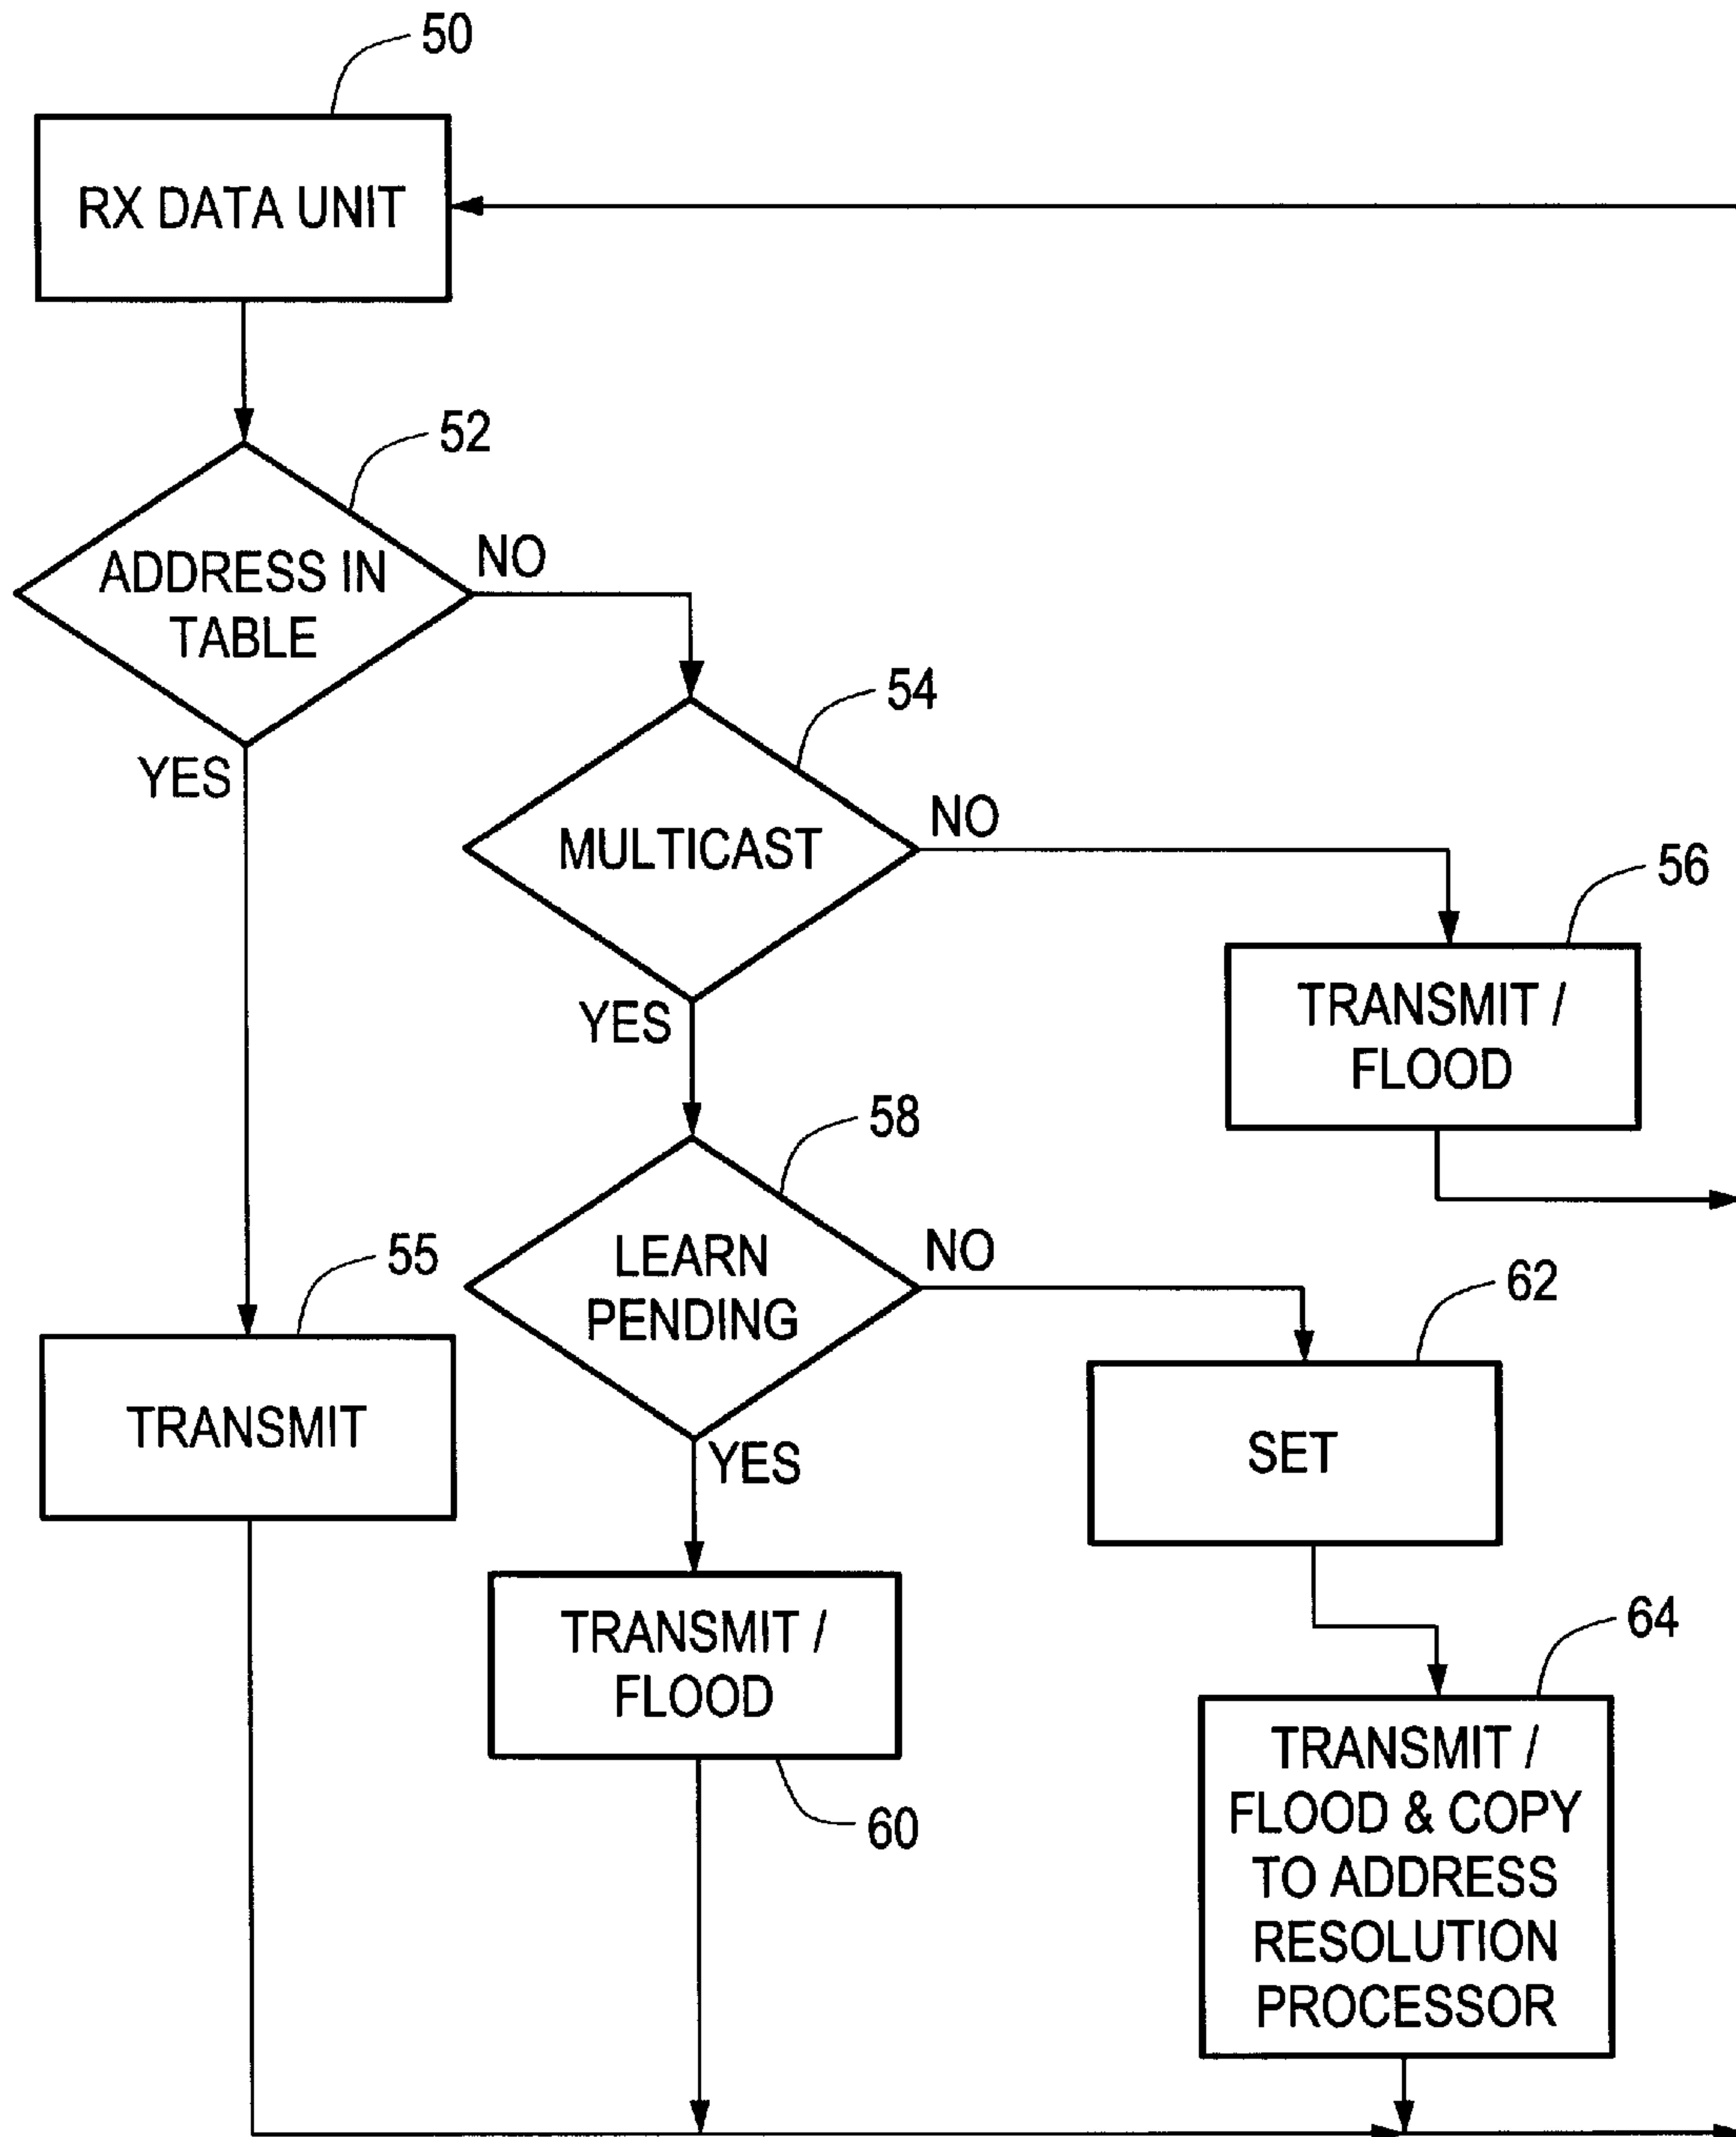 50
RX DATA UNIT
52
ADDRESS IN
TABLE
NO
YES
54
MULTICAST
NO
YES
56
TRANSMIT /
FLOOD
58
LEARN
PENDING
NO
YES
55
TRANSMIT
62
SET
TRANSMIT /
FLOOD
60
64
TRANSMIT /
FLOOD & COPY
TO ADDRESS
RESOLUTION
PROCESSOR